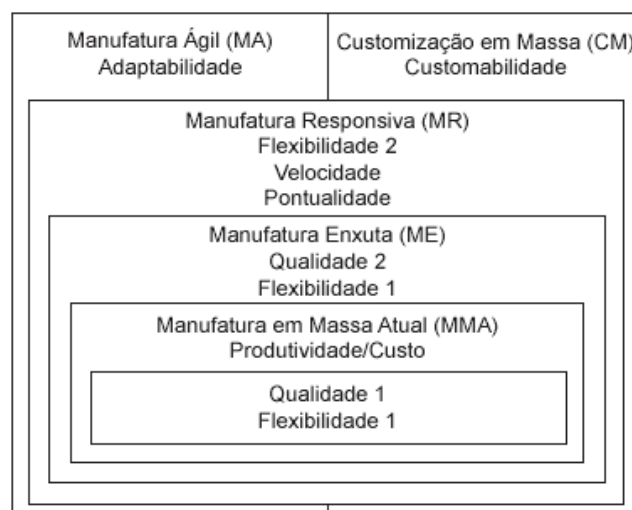 Manufatura Ágil (MA)
Adaptabilidade
Customização em Massa (CM)
Customabilidade
Manufatura Responsiva (MR)
Flexibilidade 2
Velocidade
Pontualidade
Manufatura Enxuta (ME)
Qualidade 2
Flexibilidade 1
Manufatura em Massa Atual (MMA)
Produtividade/Custo
Qualidade 1
Flexibilidade 1